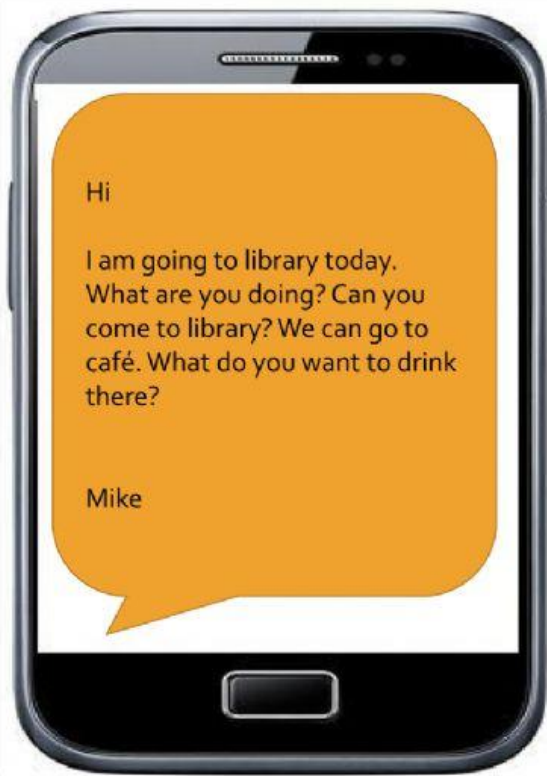 Hi
I am going to library today.
What are you doing? Can you
come to library? We can go to
café. What do you want to drink
there?
Mike